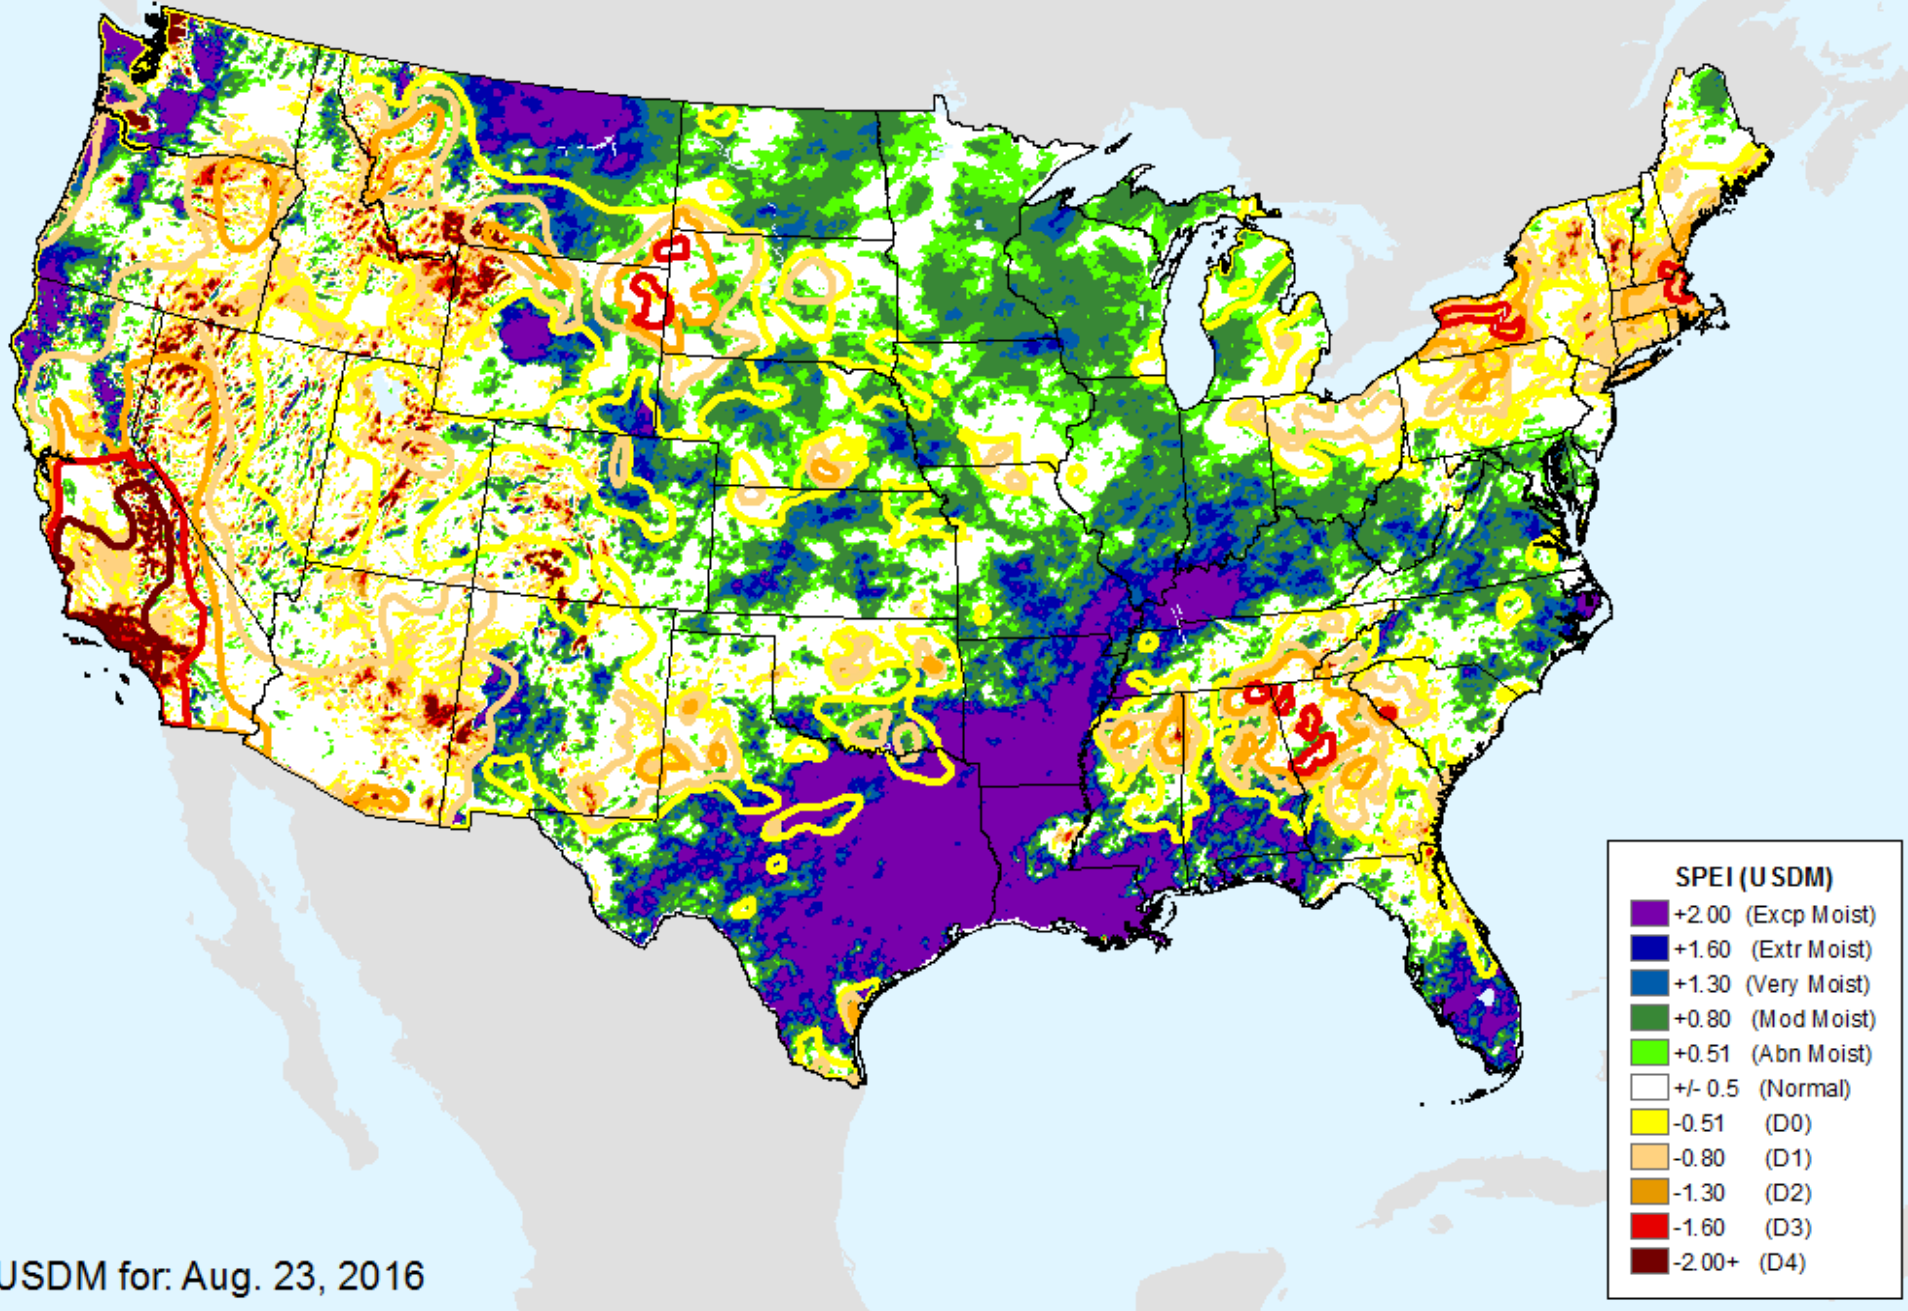 SPEI (USDM)
+2.00 (Excp Moist)
+1.60 (Extr Moist)
+1.30 (Very Moist)
+0.80 (Mod Moist)
+0.51 (Abn Moist)
+/- 0.5 (Normal)
-0.51 (D0)
-0.80 (D1)
-1.30 (D2)
-1.60 (D3)
-2.00+ (D4)
USDM for: Aug. 23, 2016